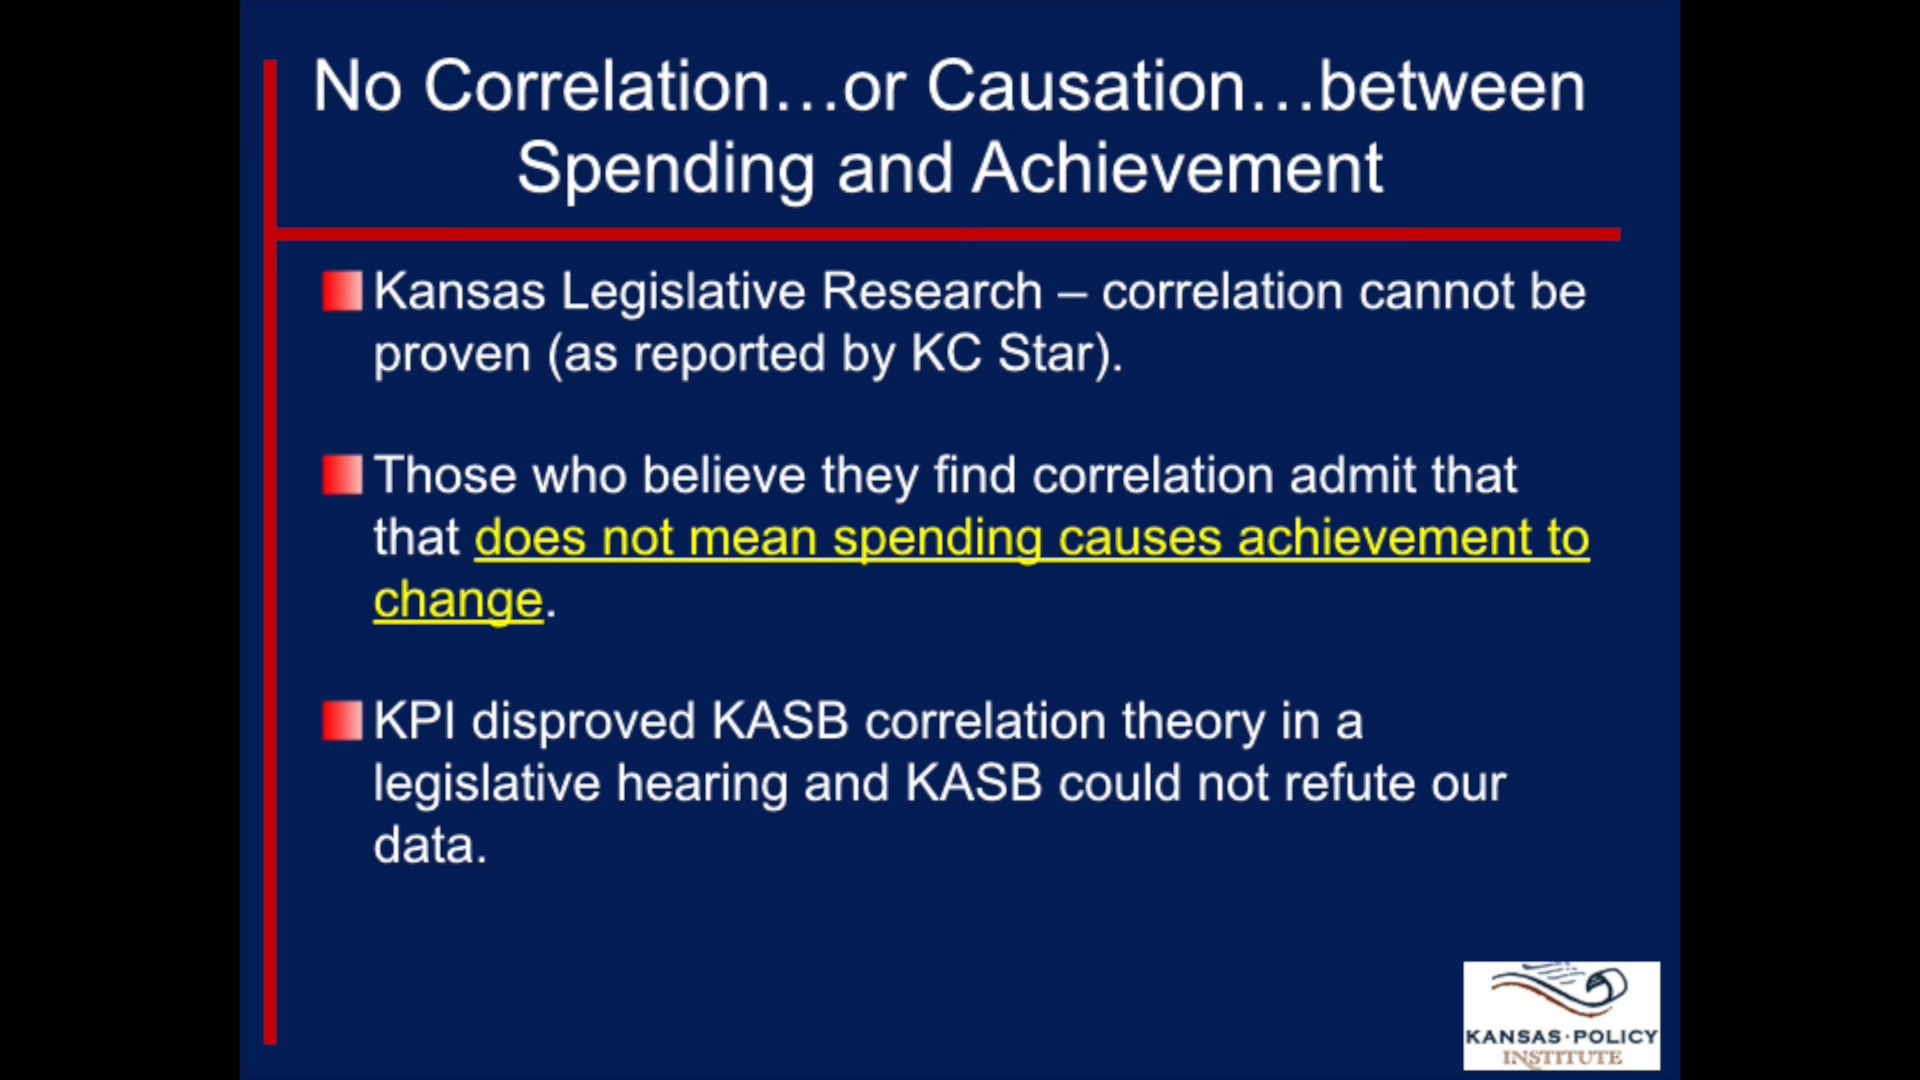 No Correlation…or Causation…between
Spending and Achievement
Kansas Legislative Research – correlation cannot be
proven (as reported by KC Star).
Those who believe they find correlation admit that
that does not mean spending causes achievement to
change.
KPI disproved KASB correlation theory in a
legislative hearing and KASB could not refute our
data.
KANSAS·POLICY
INSTITUTE